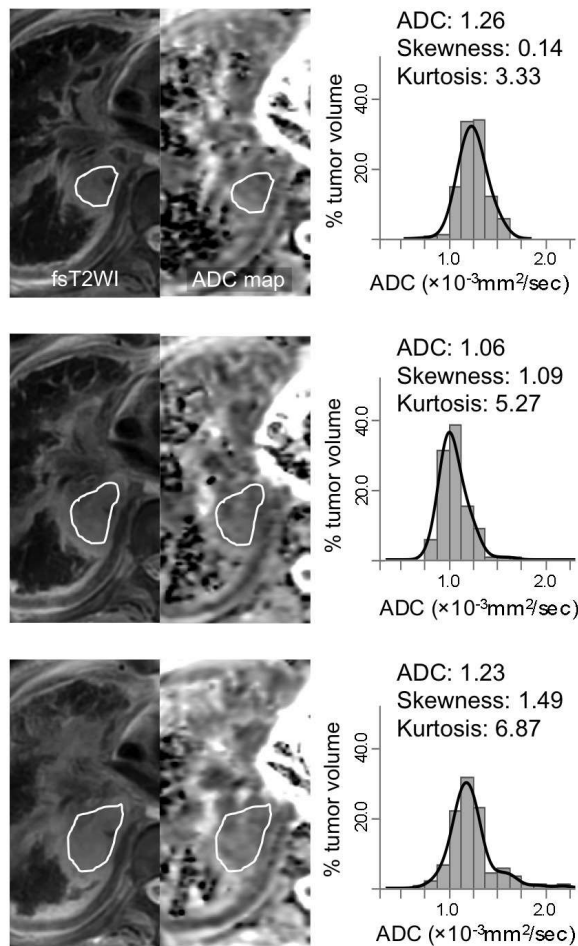 ADC: 1.26
Skewness: 0.14
Kurtosis: 3.33
% tumor volume
40.0
20.0
1.0 2.0
ADC (×10-3mm2/sec)
fsT2WI ADC map
ADC: 1.06
Skewness: 1.09
Kurtosis: 5.27
% tumor volume
40.0
20.0
1.0 2.0
ADC (×10-3mm2/sec)
ADC: 1.23
Skewness: 1.49
Kurtosis: 6.87
% tumor volume
40.0
20.0
1.0 2.0
ADC (×10-3mm2/sec)